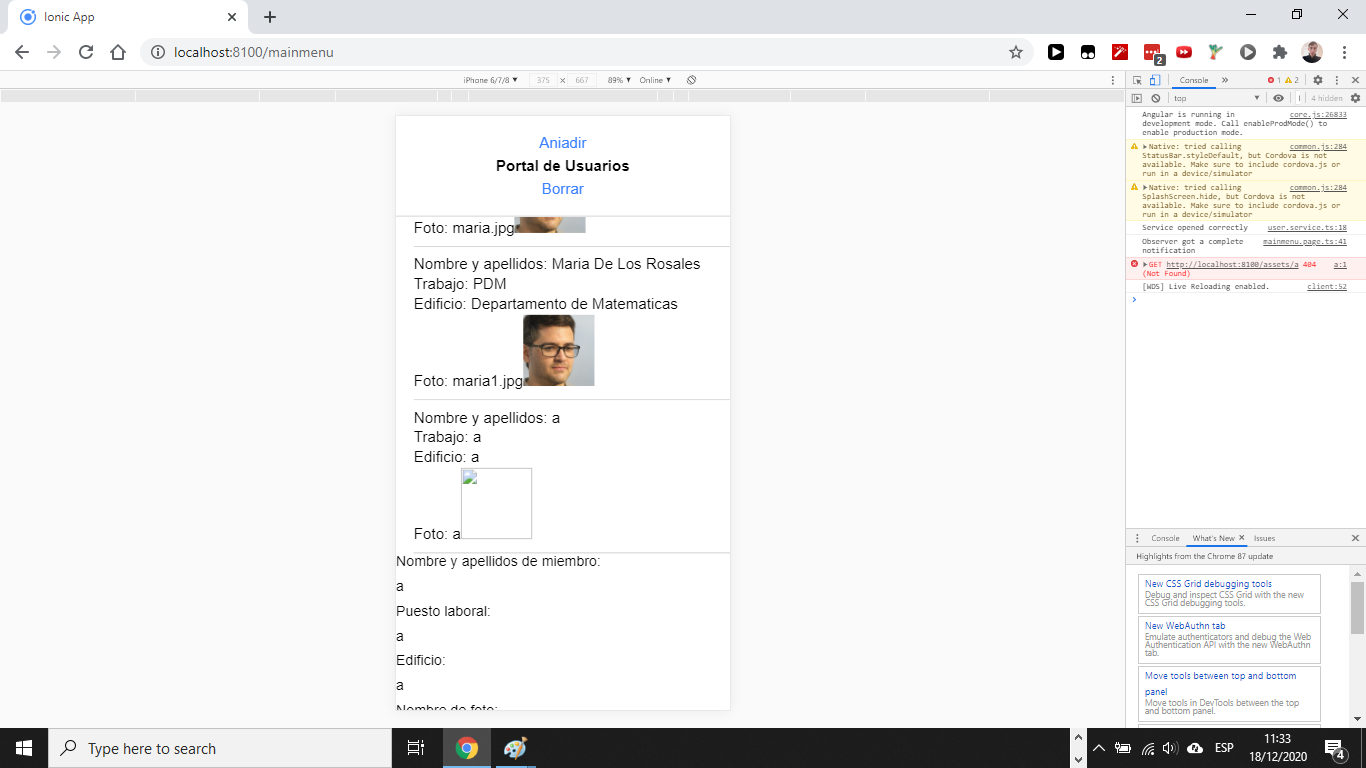 Ionic App
localhost:8100/mainmenu
2
iPhone 6/7/8 ▼ 375 × 667 89% ▼ Online ▼
Console » 1 2
top ▼ 4 hidden
Angular is running in core.js:26833
development mode. Call enableProdMode() to
enable production mode.
▶Native: tried calling common.js:284
StatusBar.styleDefault, but Cordova is not
available. Make sure to include cordova.js or
run in a device/simulator
▶Native: tried calling common.js:284
SplashScreen.hide, but Cordova is not
available. Make sure to include cordova.js or
run in a device/simulator
Service opened correctly user.service.ts:18
Observer got a complete mainmenu.page.ts:41
notification
▶GET http://localhost:8100/assets/a 404 a:1
(Not Found)
[WDS] Live Reloading enabled. client:52
Aniadir
Portal de Usuarios
Borrar
Foto: maria.jpg
Nombre y apellidos: Maria De Los Rosales
Trabajo: PDM
Edificio: Departamento de Matematicas
Foto: maria1.jpg
Nombre y apellidos: a
Trabajo: a
Edificio: a
Foto: a
Nombre y apellidos de miembro:
a
Puesto laboral:
a
Edificio:
a
Nombre de foto:
Console What's New Issues
Highlights from the Chrome 87 update
New CSS Grid debugging tools
Debug and inspect CSS Grid with the new
CSS Grid debugging tools.
New WebAuthn tab
Emulate authenticators and debug the Web
Authentication API with the new WebAuthn
tab.
Move tools between top and bottom
panel
Move tools in DevTools between the top
and bottom panel.
Type here to search
ESP
11:33
18/12/2020
4